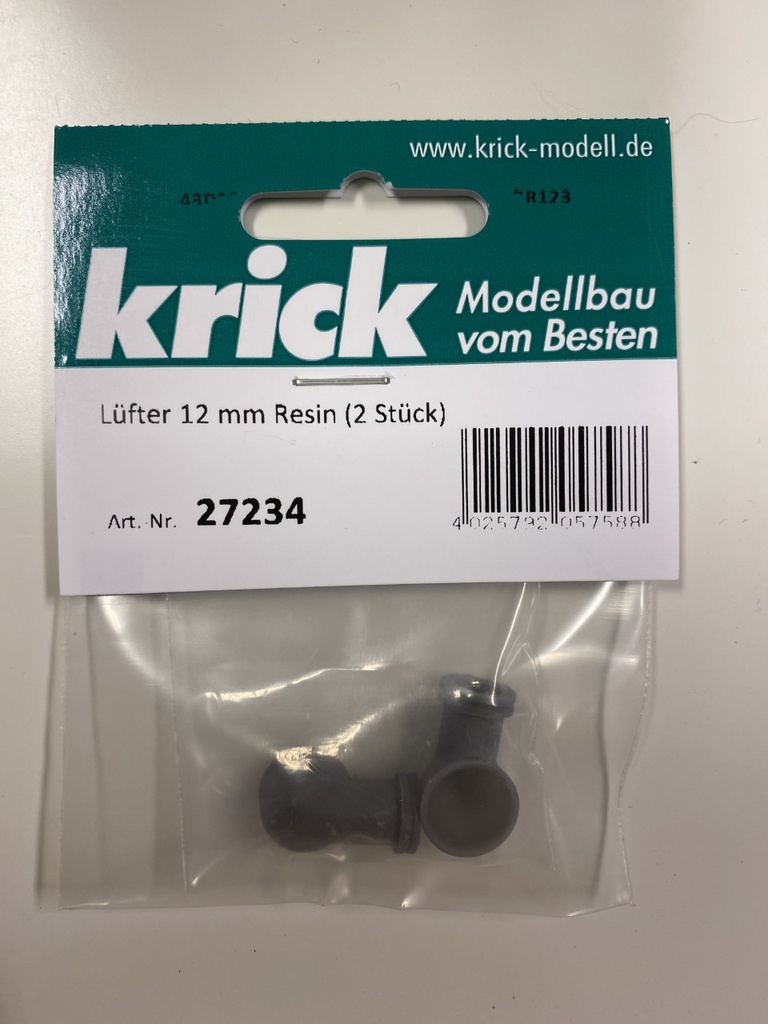 www.krick-modell.de
krick
Modellbau
vom Besten
Lüfter 12 mm Resin (2 Stück)
Art.-Nr. 27234
4 025792 057588